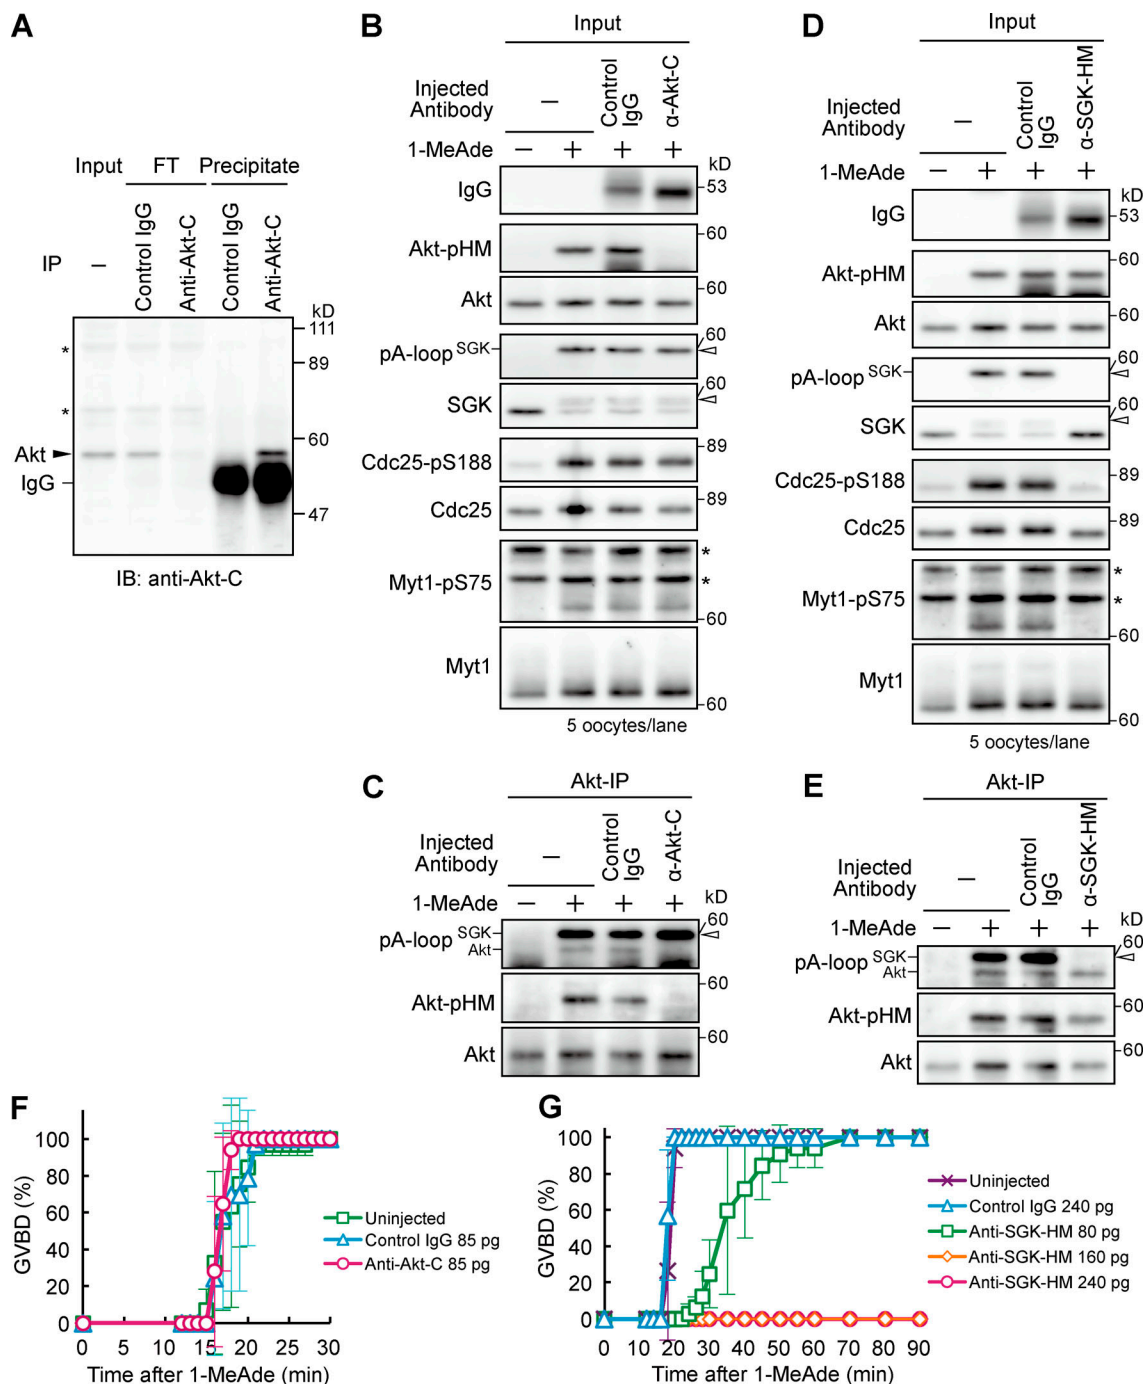 A
Input FT Precipitate
IP
–
Control IgG
Anti-Akt-C
Control IgG
Anti-Akt-C
kD
111
89
60
47
*
*
Akt
IgG
IB: anti-Akt-C
B
Input
Injected
Antibody
–
Control
IgG
α-Akt-C
1-MeAde – + + +
kD
IgG
53
Akt-pHM
60
Akt
60
pA-loop SGK
60
SGK
60
Cdc25-pS188
89
Cdc25
89
Myt1-pS75
*
*
60
Myt1
60
5 oocytes/lane
C
Akt-IP
Injected
Antibody
–
Control
IgG
α-Akt-C
1-MeAde – + + +
kD
pA-loop SGK
Akt
60
Akt-pHM
60
Akt
60
D
Input
Injected
Antibody
–
Control
IgG
α-SGK-HM
1-MeAde – + + +
kD
IgG
53
Akt-pHM
60
Akt
60
pA-loop SGK
60
SGK
60
Cdc25-pS188
89
Cdc25
89
Myt1-pS75
*
*
60
Myt1
60
5 oocytes/lane
E
Akt-IP
Injected
Antibody
–
Control
IgG
α-SGK-HM
1-MeAde – + + +
kD
pA-loop SGK
Akt
60
Akt-pHM
60
Akt
60
F
GVBD (%)
100
80
60
40
20
0
0 5 10 15 20 25 30
Time after 1-MeAde (min)
Uninjected
Control IgG 85 pg
Anti-Akt-C 85 pg
G
GVBD (%)
100
80
60
40
20
0
0 10 20 30 40 50 60 70 80 90
Time after 1-MeAde (min)
Uninjected
Control IgG 240 pg
Anti-SGK-HM 80 pg
Anti-SGK-HM 160 pg
Anti-SGK-HM 240 pg